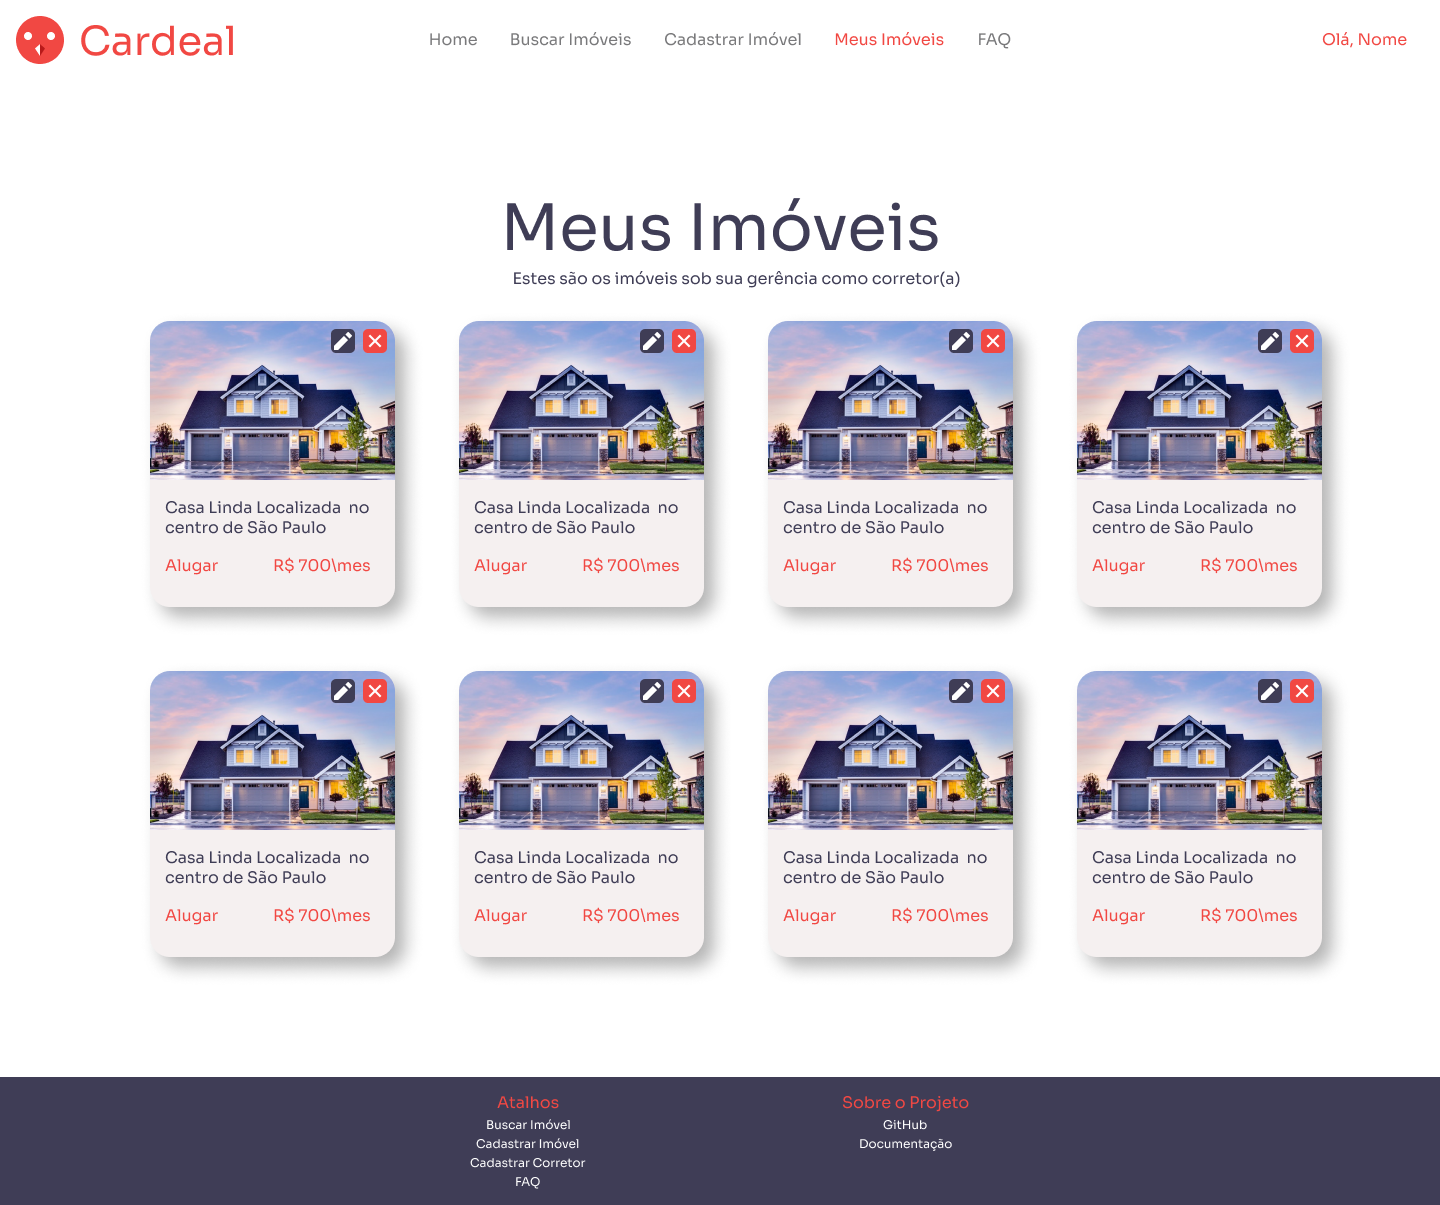 Cardeal
Home Buscar Imóveis Cadastrar Imóvel Meus Imóveis FAQ
Olá, Nome
Meus Imóveis
Estes são os imóveis sob sua gerência como corretor(a)
Casa Linda Localizada  no
centro de São Paulo
Alugar R$ 700\mes
Casa Linda Localizada  no
centro de São Paulo
Alugar R$ 700\mes
Casa Linda Localizada  no
centro de São Paulo
Alugar R$ 700\mes
Casa Linda Localizada  no
centro de São Paulo
Alugar R$ 700\mes
Casa Linda Localizada  no
centro de São Paulo
Alugar R$ 700\mes
Casa Linda Localizada  no
centro de São Paulo
Alugar R$ 700\mes
Casa Linda Localizada  no
centro de São Paulo
Alugar R$ 700\mes
Casa Linda Localizada  no
centro de São Paulo
Alugar R$ 700\mes
Atalhos
Buscar Imóvel
Cadastrar Imóvel
Cadastrar Corretor
FAQ
Sobre o Projeto
GitHub
Documentação